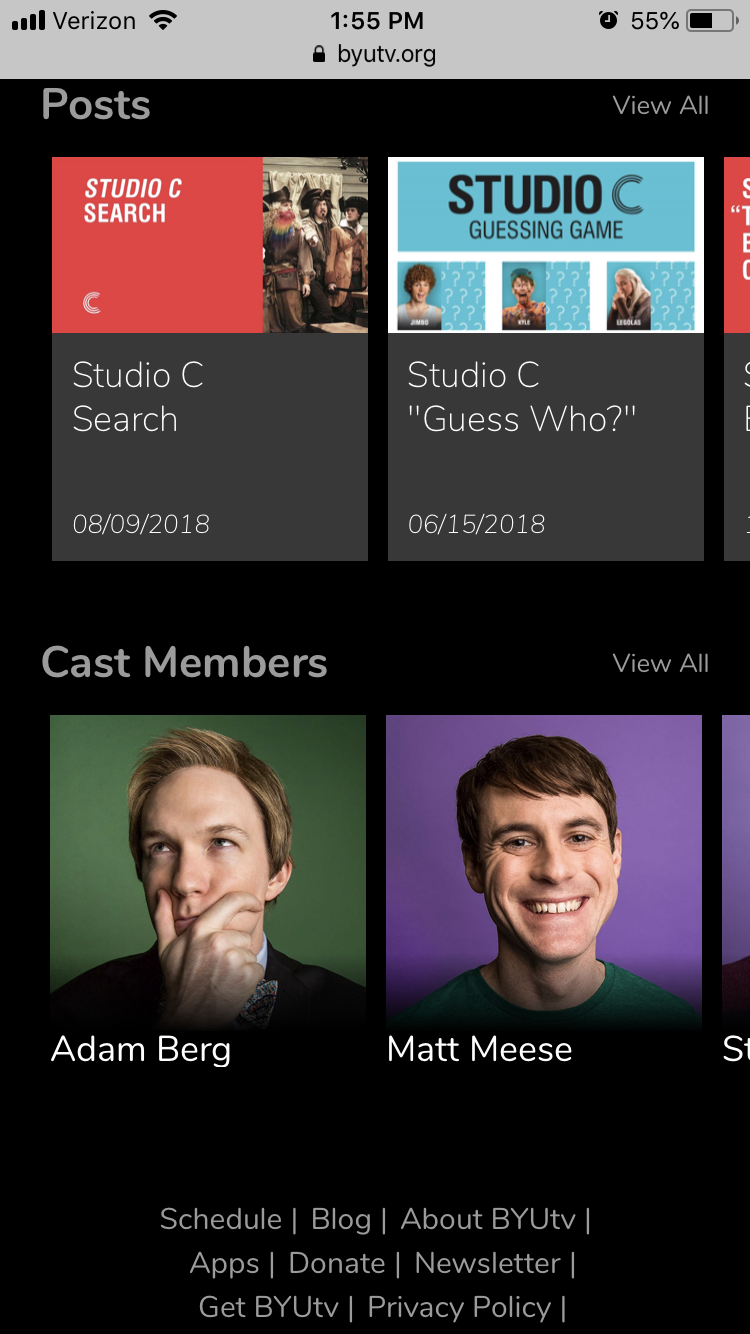 Verizon 1:55 PM 55%
byutv.org
Posts View All
STUDIO C
SEARCH
STUDIO C
GUESSING GAME
JIMBO KYLE LEGOLAS
Studio C
Search
Studio C
"Guess Who?"
08/09/2018
06/15/2018
Cast Members View All
Adam Berg Matt Meese St
Schedule | Blog | About BYUtv |
Apps | Donate | Newsletter |
Get BYUtv | Privacy Policy |